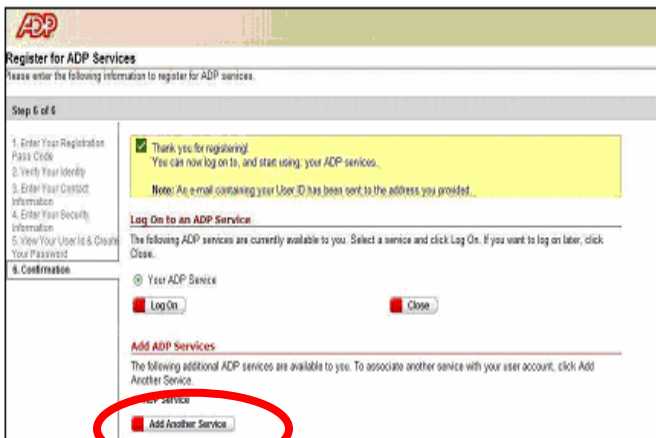 ADP
Register for ADP Services
Please enter the following information to register for ADP services.
Step 6 of 6
1. Enter Your Registration
Pass Code
2. Verify Your Identity
3. Enter Your Contact
Information
4. Enter Your Security
Information
5. View Your User Id & Create
Your Password
6. Confirmation
Thank you for registering!
You can now log on to, and start using, your ADP services.
Note: An e-mail containing your User ID has been sent to the address you provided.
Log On to an ADP Service
The following ADP services are currently available to you. Select a service and click Log On. If you want to log on later, click
Close.
Your ADP Service
Log On
Close
Add ADP Services
The following additional ADP services are available to you. To associate another service with your user account, click Add
Another Service.
Service
Add Another Service